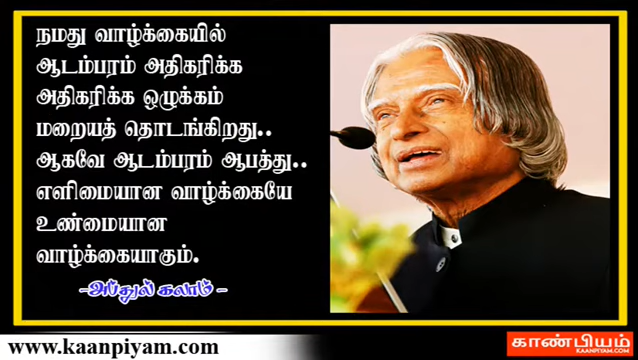 நமது வாழ்க்கையில்
ஆடம்பரம் அதிகரிக்க
அதிகரிக்க ஒழுக்கம்
மறையத் தொடங்கிறது..
ஆகவே ஆடம்பரம் ஆபத்து..
எளிமையான வாழ்க்கையே
உண்மையான
வாழ்க்கையாகும்.
-அப்துல் கலாம் -
www.kaanpiyam.com
காண்பியம்
KAANPIYAM.COM